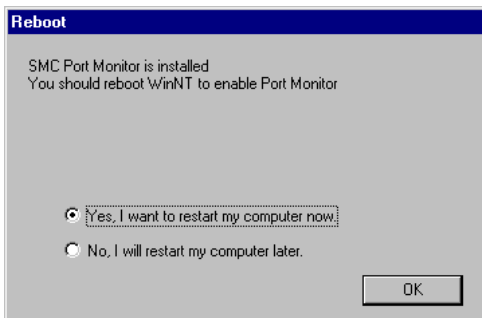 Reboot
SMC Port Monitor is installed
You should reboot WinNT to enable Port Monitor
Yes, I want to restart my computer now.
No, I will restart my computer later.
OK